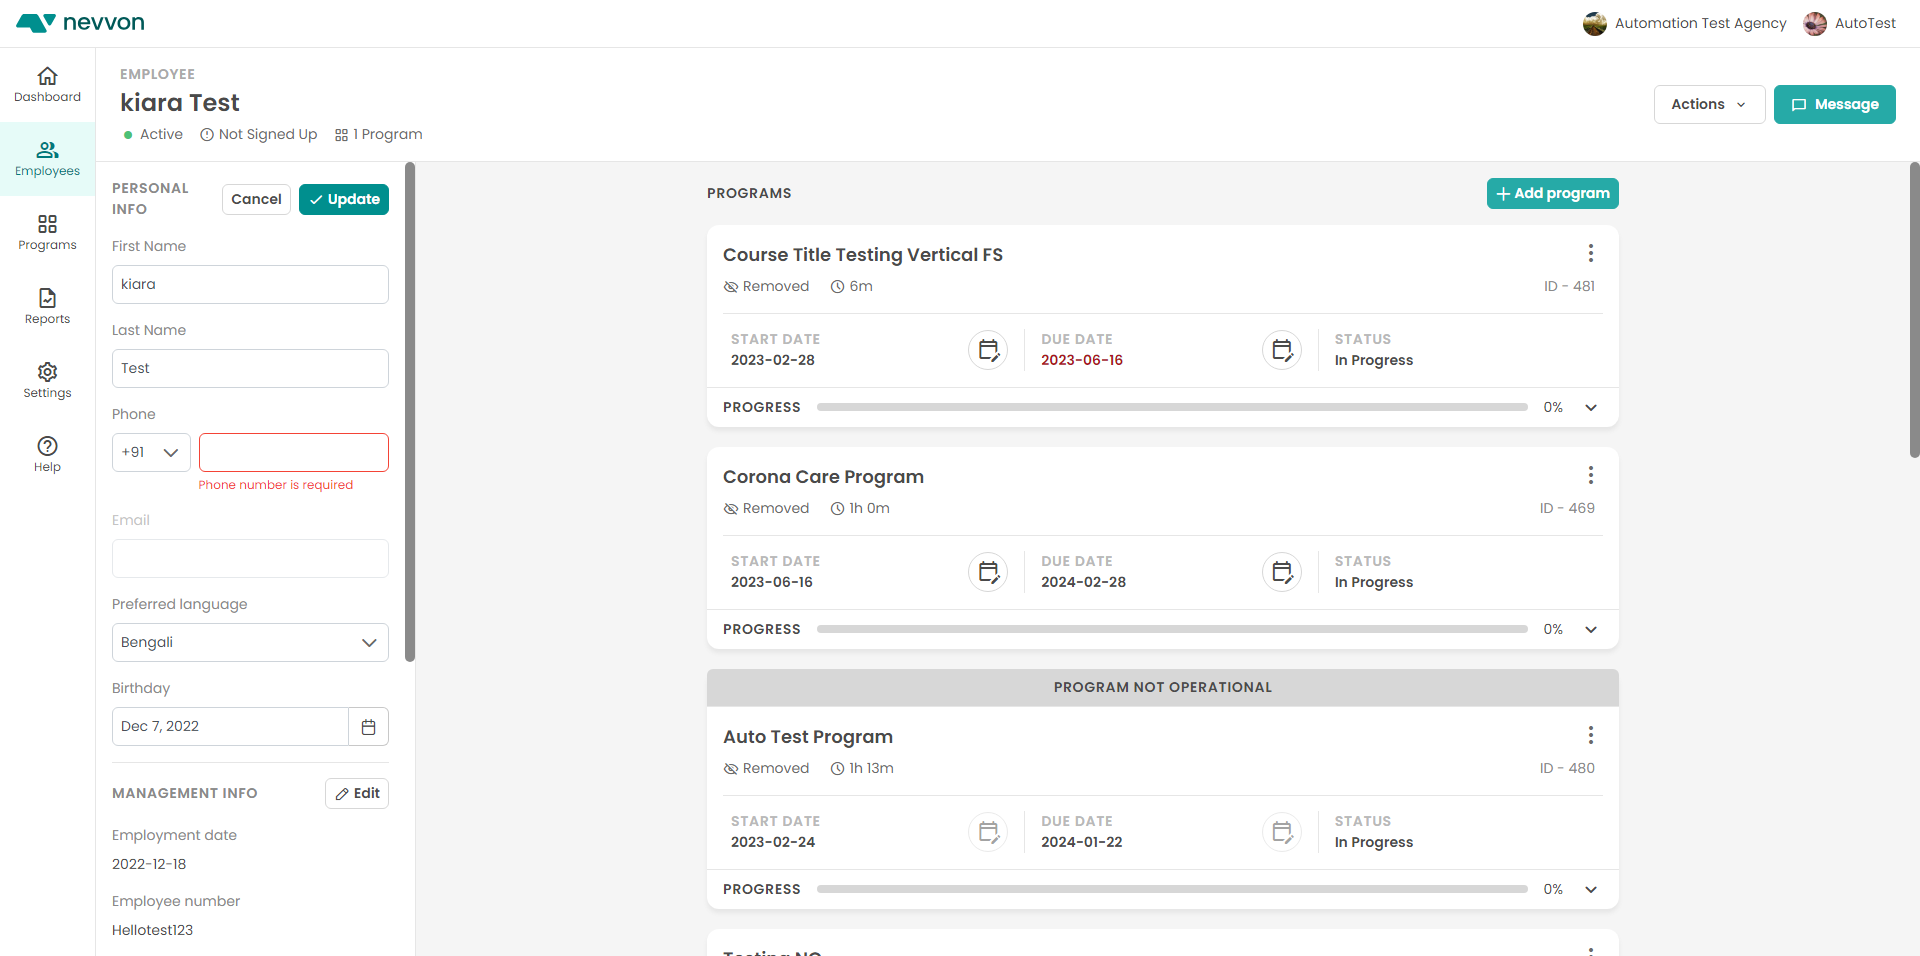 nevvon
Automation Test Agency
AutoTest
Dashboard
Employees
Programs
Reports
Settings
Help
EMPLOYEE
kiara Test
Active
Not Signed Up
1 Program
Actions
Message
PERSONAL
INFO
Cancel
Update
First Name
kiara
Last Name
Test
Phone
+91
Phone number is required
Email
Preferred language
Bengali
Birthday
Dec 7, 2022
MANAGEMENT INFO
Edit
Employment date
2022-12-18
Employee number
Hellotest123
PROGRAMS
Add program
Course Title Testing Vertical FS
Removed
6m
ID - 481
START DATE
2023-02-28
DUE DATE
2023-06-16
STATUS
In Progress
PROGRESS
0%
Corona Care Program
Removed
1h 0m
ID - 469
START DATE
2023-06-16
DUE DATE
2024-02-28
STATUS
In Progress
PROGRESS
0%
PROGRAM NOT OPERATIONAL
Auto Test Program
Removed
1h 13m
ID - 480
START DATE
2023-02-24
DUE DATE
2024-01-22
STATUS
In Progress
PROGRESS
0%
Testing